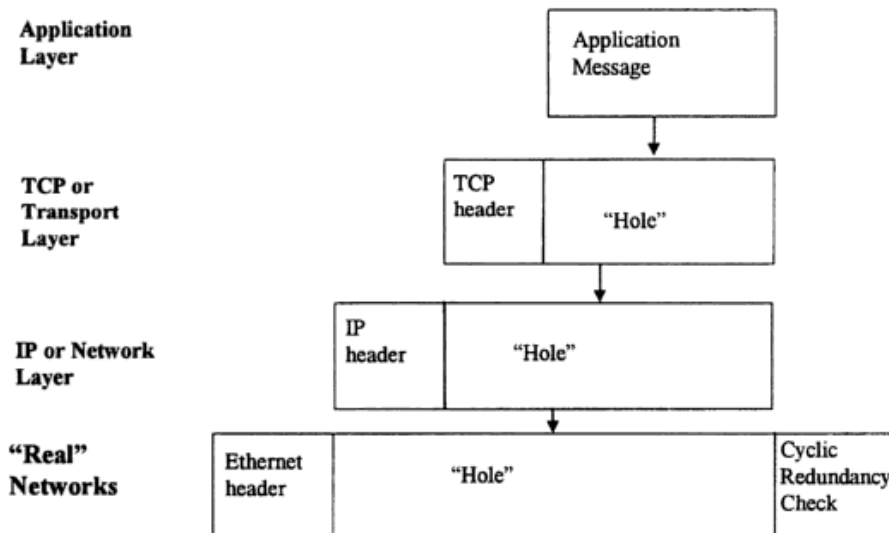 Application
Layer
Application
Message
TCP or
Transport
Layer
TCP
header
“Hole”
IP or Network
Layer
IP
header
“Hole”
“Real”
Networks
Ethernet
header
“Hole”
Cyclic
Redundancy
Check